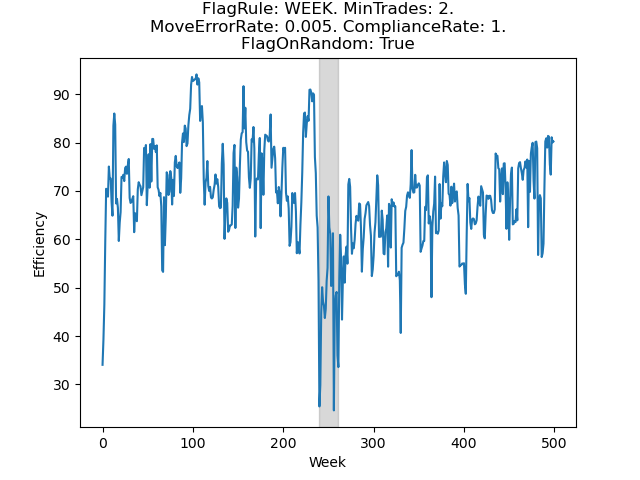 FlagRule: WEEK. MinTrades: 2.
MoveErrorRate: 0.005. ComplianceRate: 1.
FlagOnRandom: True
90
80
70
60
50
40
30
Efficiency
0 100 200 300 400 500
Week